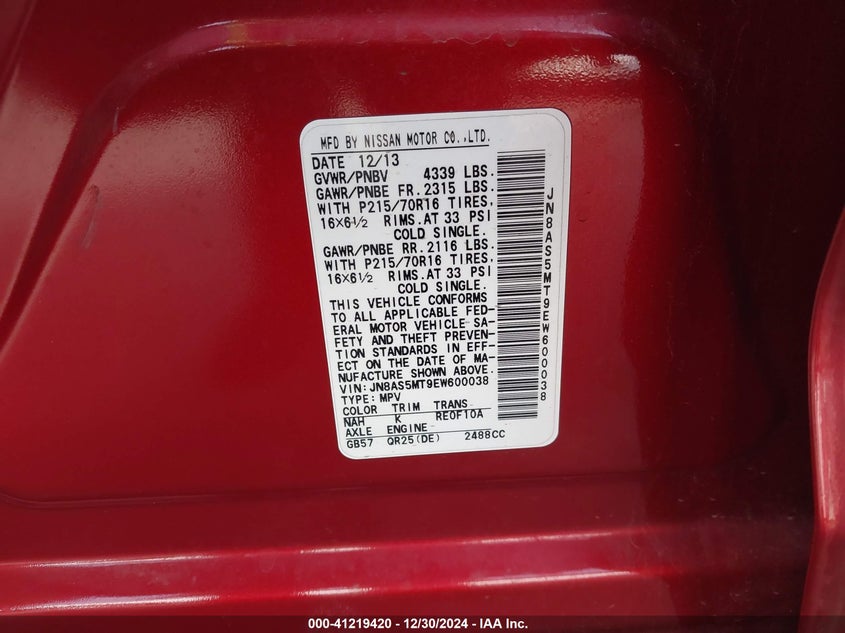 MFD BY NISSAN MOTOR CO.,LTD.
DATE 12/13
GVWR/PNBV 4339 LBS.
GAWR/PNBE FR. 2315 LBS.
WITH P215/70R16 TIRES,
16×6½ RIMS. AT 33 PSI
COLD SINGLE.
GAWR/PNBE RR. 2116 LBS.
WITH P215/70R16 TIRES,
16×6½ RIMS. AT 33 PSI
COLD SINGLE.
THIS VEHICLE CONFORMS
TO ALL APPLICABLE FED-
ERAL MOTOR VEHICLE SA-
FETY AND THEFT PREVEN-
TION STANDARDS IN EFF-
ECT ON THE DATE OF MA-
NUFACTURE SHOWN ABOVE.
VIN: JN8AS5MT9EW600038
TYPE: MPV
COLOR TRIM TRANS
NAH K RE0F10A
AXLE ENGINE
GB57 QR25(DE) 2488CC
JN8AS5MT9EW600038
000-41219420 - 12/30/2024 - IAA Inc.